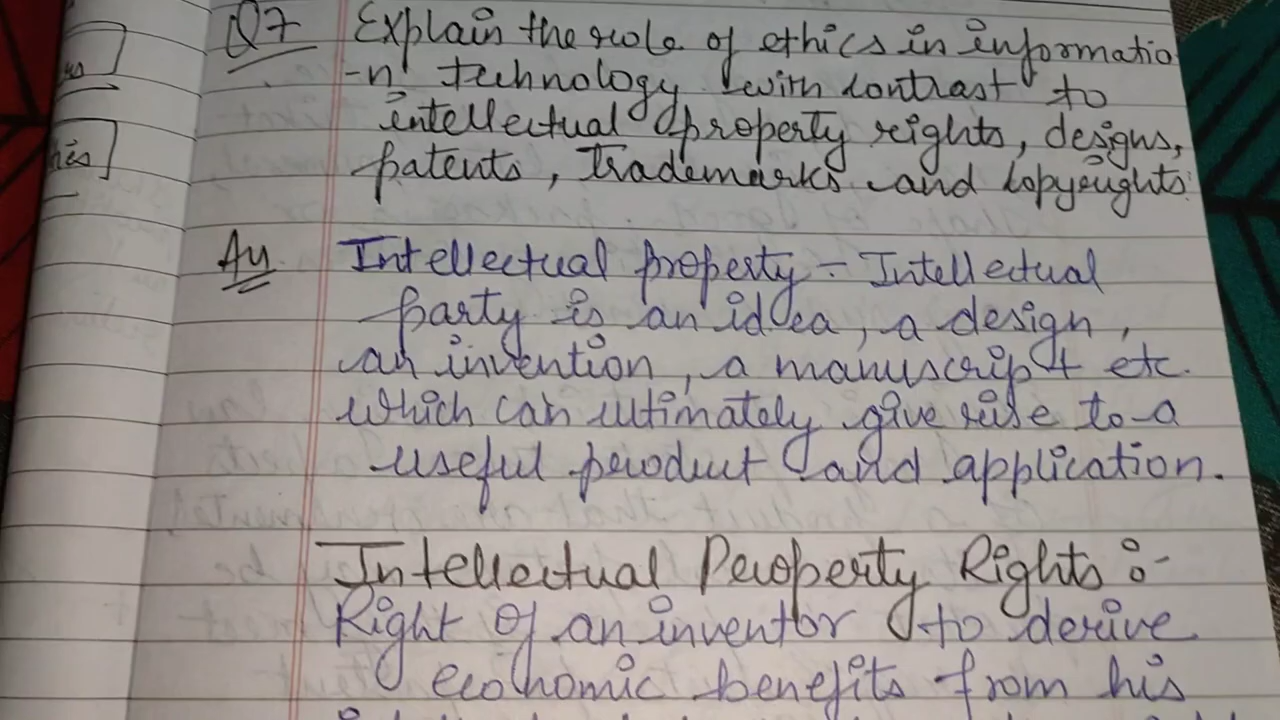 Q7 Explain the role of ethics in informatio
-n technology with contrast to
intellectual property rights, designs,
patents, trademarks and copyrights:
Ans Intellectual property - Intellectual
party is an idea, a design,
an invention, a manuscript etc.
which can ultimately give rise to a
useful product and application.
Intellectual Property Rights :-
Right of an inventor to derive
economic benefits from his